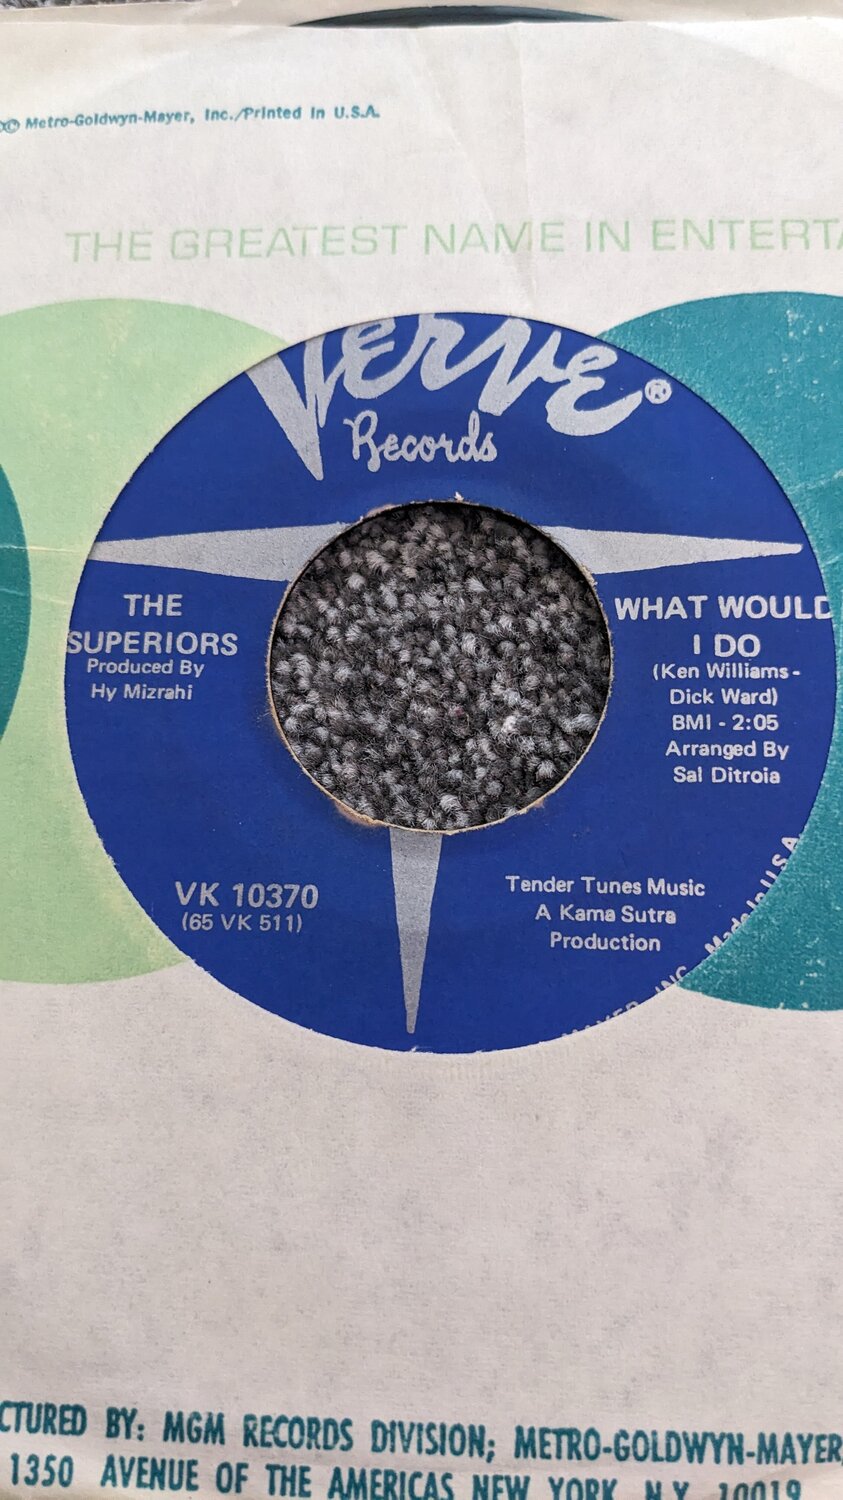 © Metro-Goldwyn-Mayer, Inc./Printed in U.S.A.
THE GREATEST NAME IN
Verve®
Records
THE
SUPERIORS
Produced By
Hy Mizrahi
WHAT WOULD
I DO
(Ken Williams-
Dick Ward)
BMI - 2:05
Arranged By
Sal Ditroia
VK 10370
(65 VK 511)
Tender Tunes Music
A Kama Sutra
Production
MAYER, INC. Made In U.S.A
BY: MGM RECORDS DIVISION; METRO-GOLDWYN-MAYER,
1350 AVENUE OF THE AMERICAS NEW YORK, N.Y. 10019